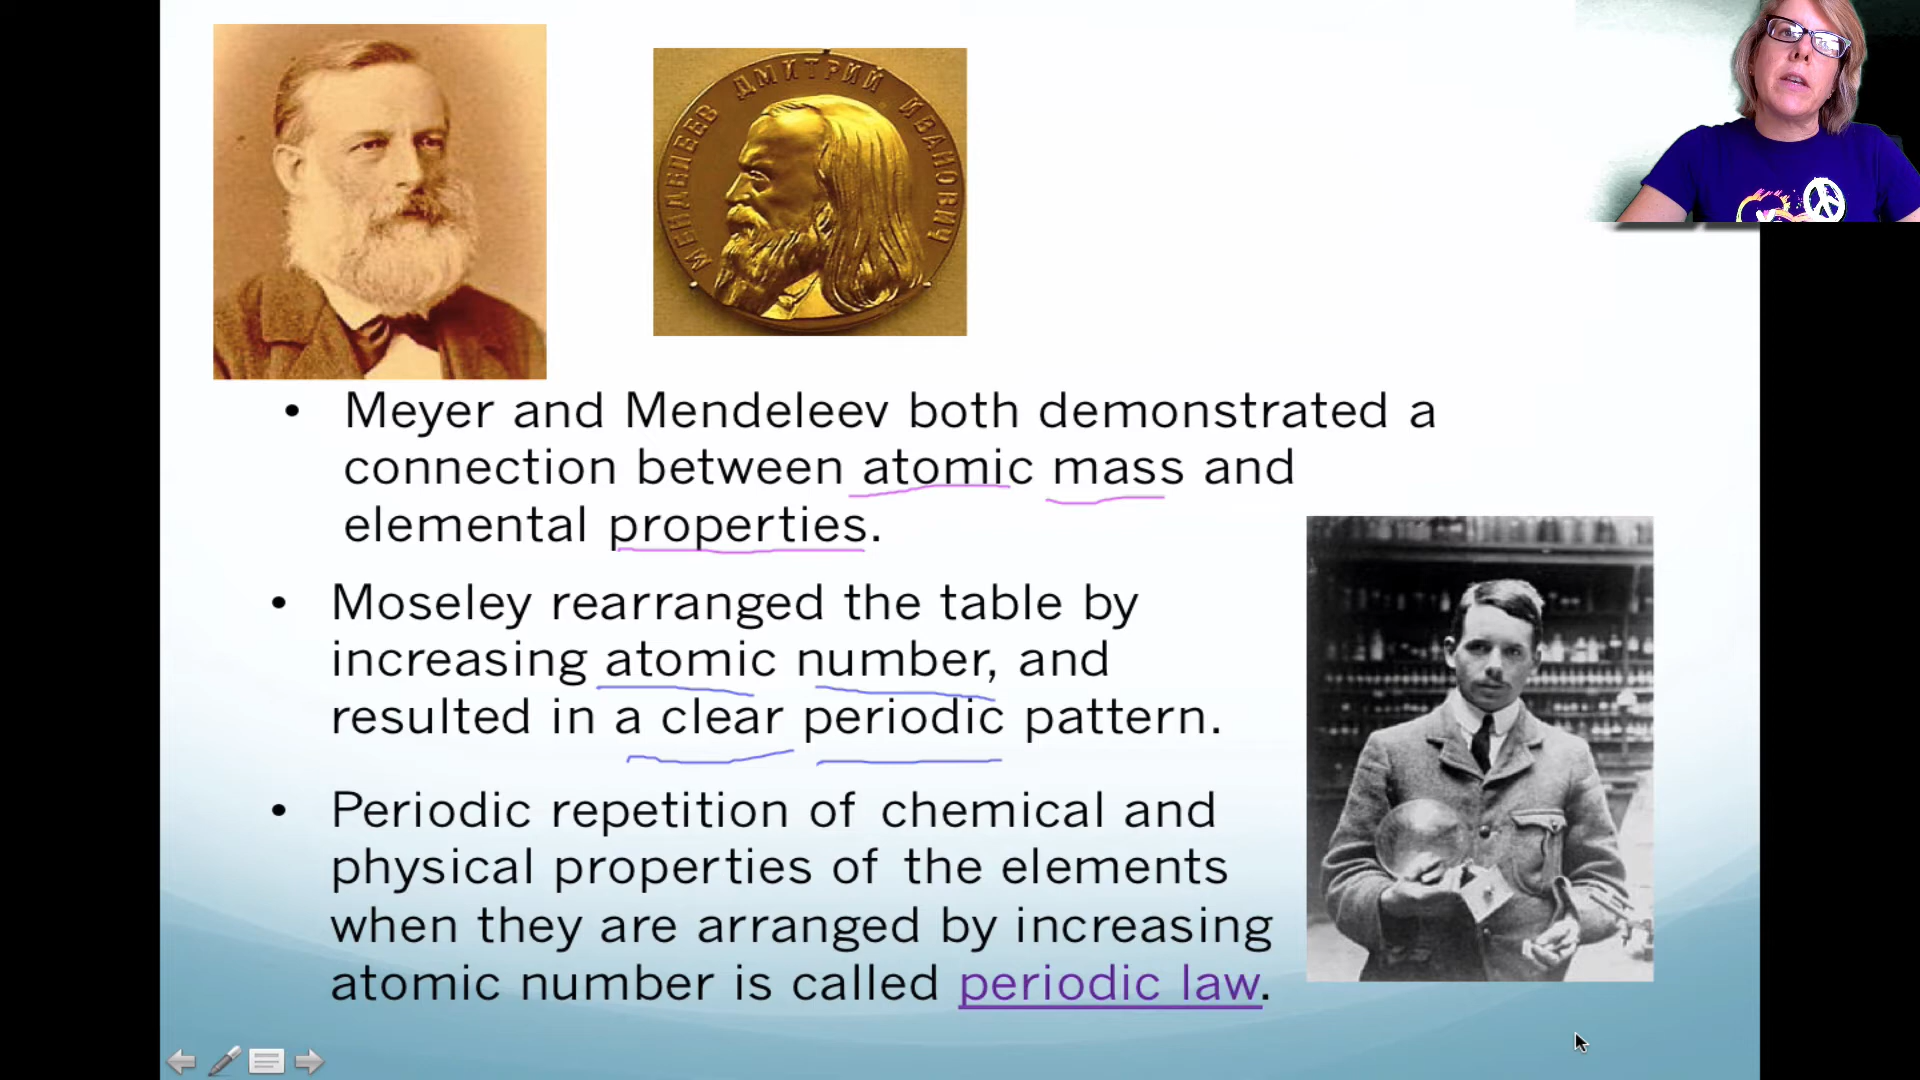 МЕНДЕЛЕЕВ ДМИТРИЙ ИВАНОВИЧ
• Meyer and Mendeleev both demonstrated a
connection between atomic mass and
elemental properties.
• Moseley rearranged the table by
increasing atomic number, and
resulted in a clear periodic pattern.
• Periodic repetition of chemical and
physical properties of the elements
when they are arranged by increasing
atomic number is called periodic law.